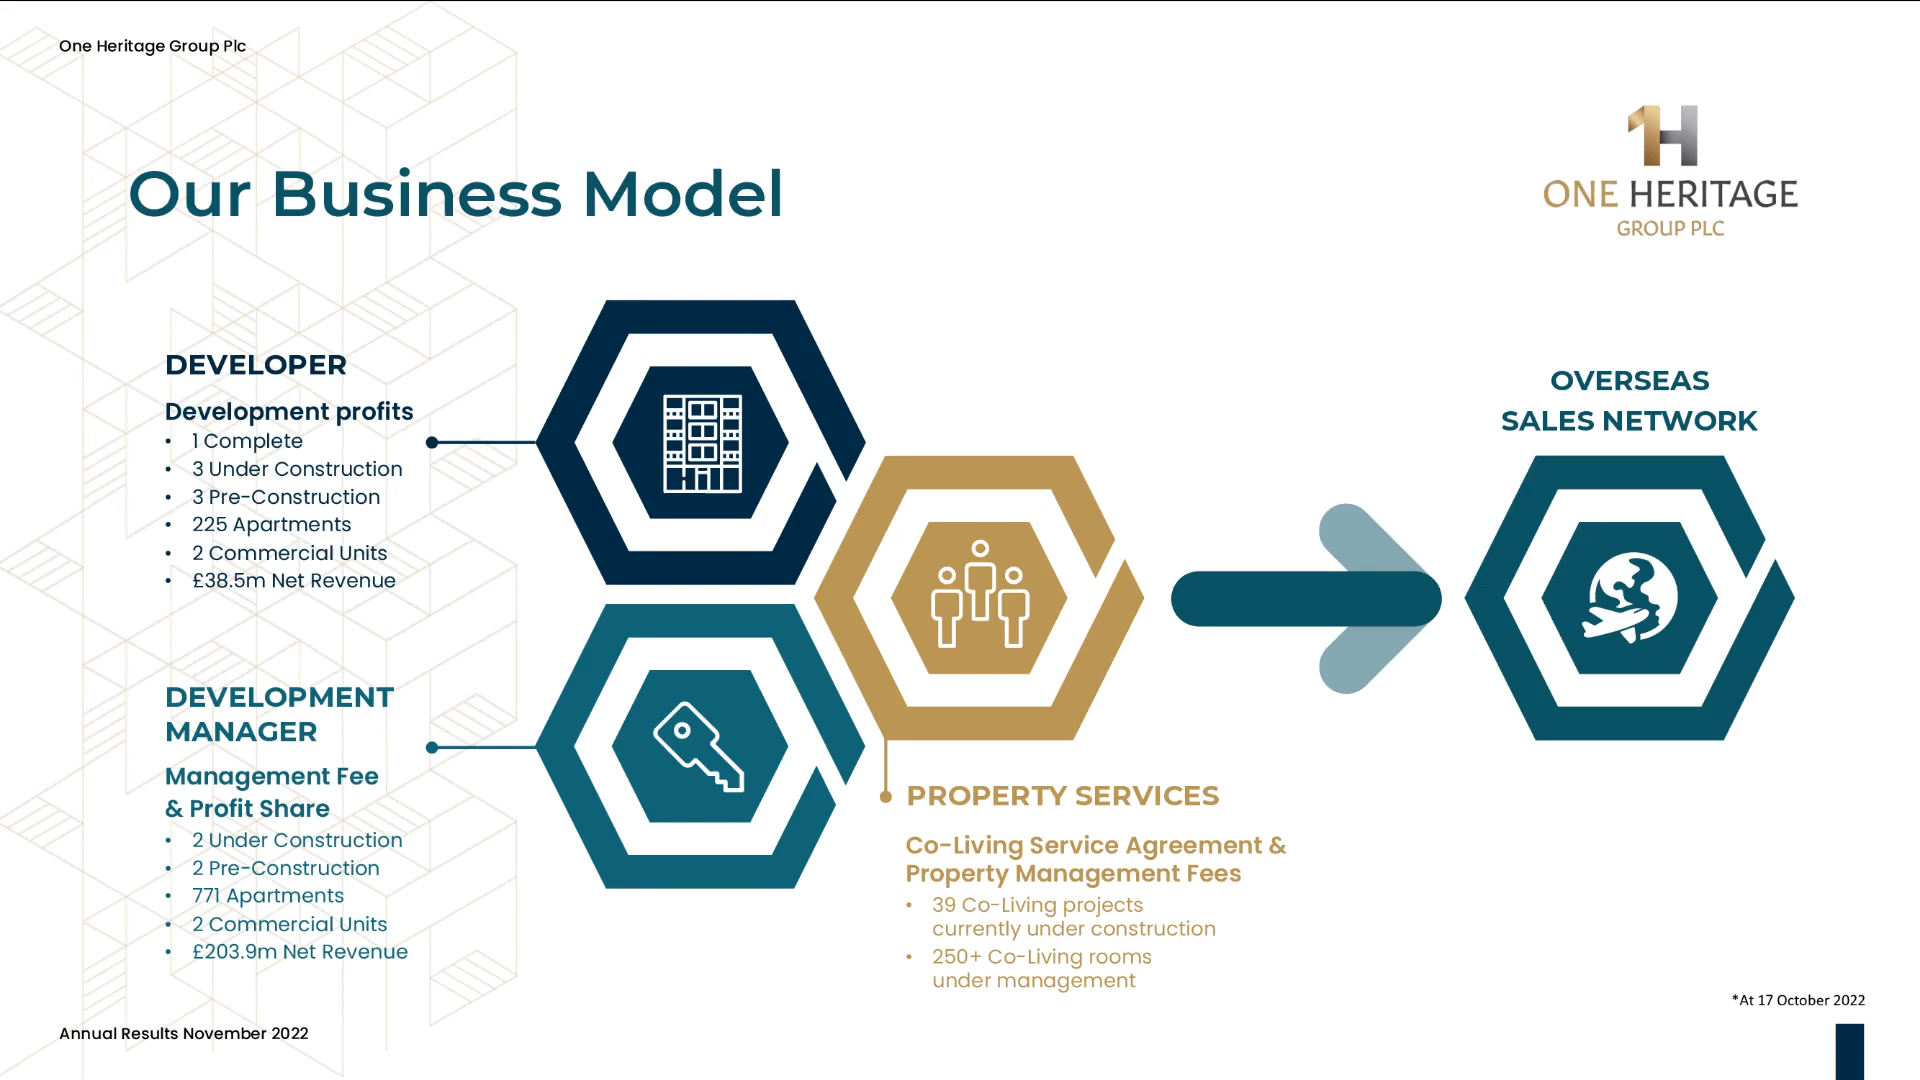 One Heritage Group Plc
1H
ONE HERITAGE
GROUP PLC
Our Business Model
DEVELOPER
Development profits
• 1 Complete
• 3 Under Construction
• 3 Pre-Construction
• 225 Apartments
• 2 Commercial Units
• £38.5m Net Revenue
DEVELOPMENT
MANAGER
Management Fee
& Profit Share
• 2 Under Construction
• 2 Pre-Construction
• 771 Apartments
• 2 Commercial Units
• £203.9m Net Revenue
PROPERTY SERVICES
Co-Living Service Agreement &
Property Management Fees
• 39 Co-Living projects
currently under construction
• 250+ Co-Living rooms
under management
OVERSEAS
SALES NETWORK
*At 17 October 2022
Annual Results November 2022